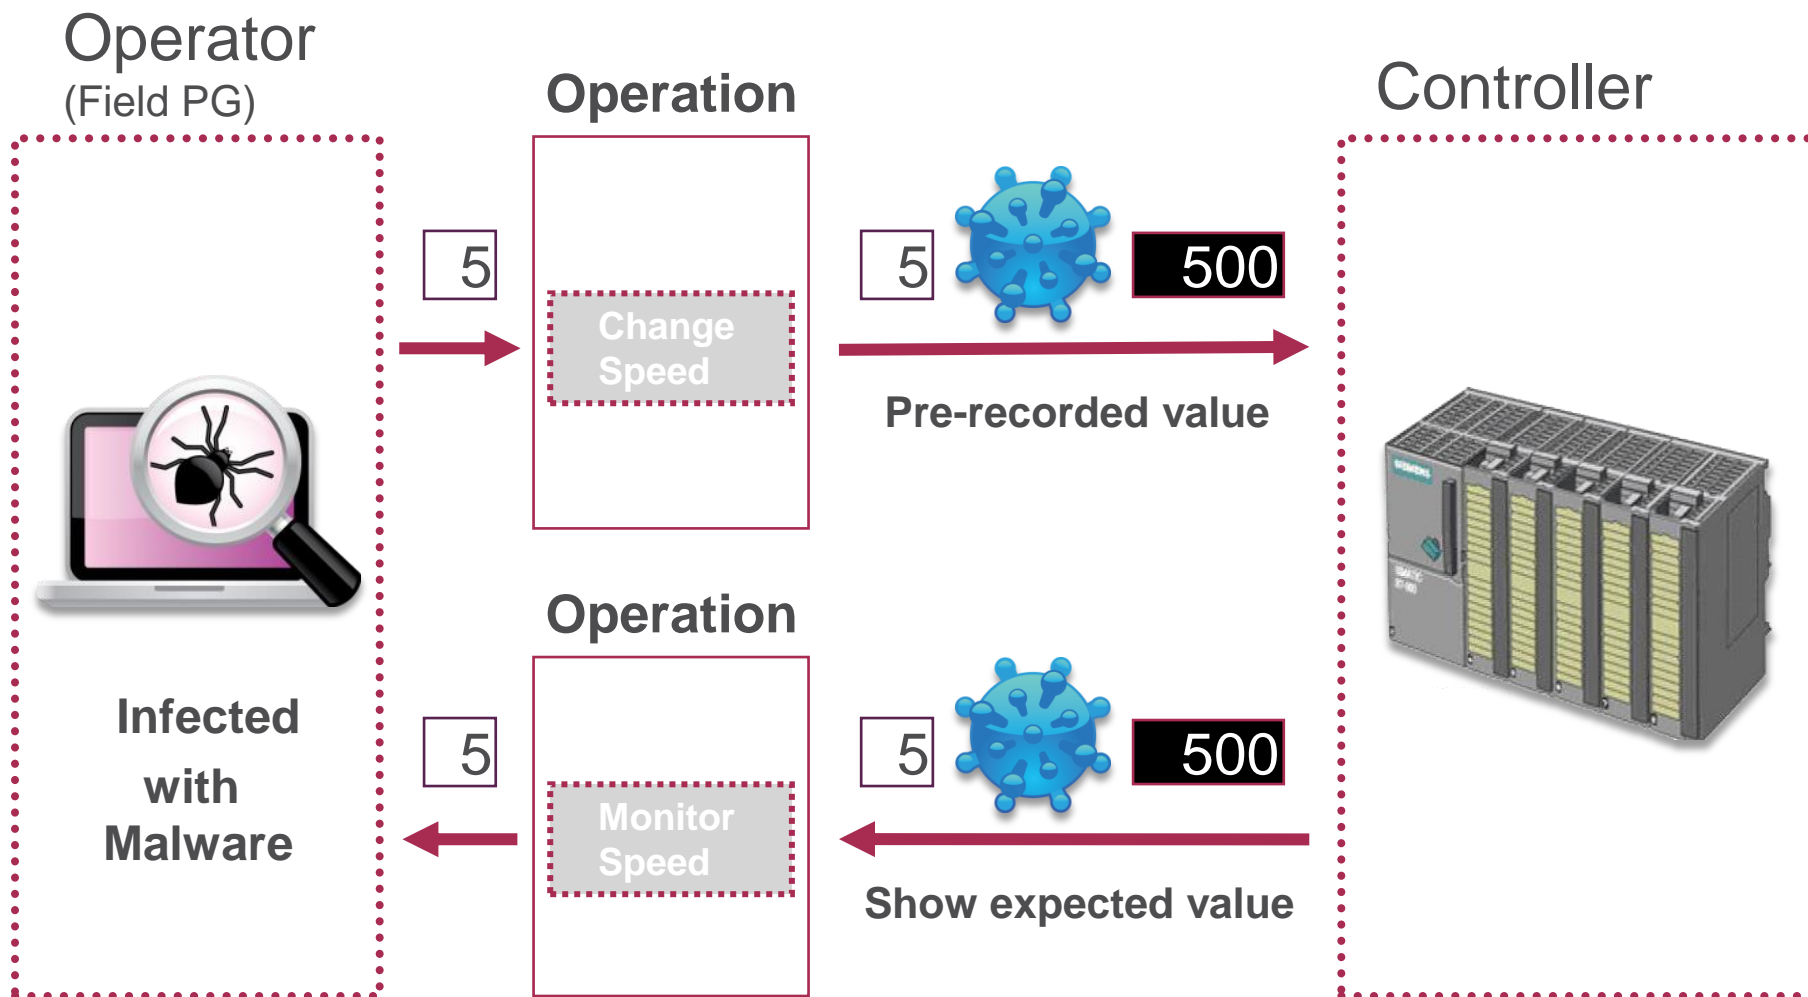 Operator
(Field PG)
Operation
Controller
5
5
500
Change
Speed
Pre-recorded value
SIEMENS
Operation
Infected
with
Malware
5
5
500
Monitor
Speed
Show expected value